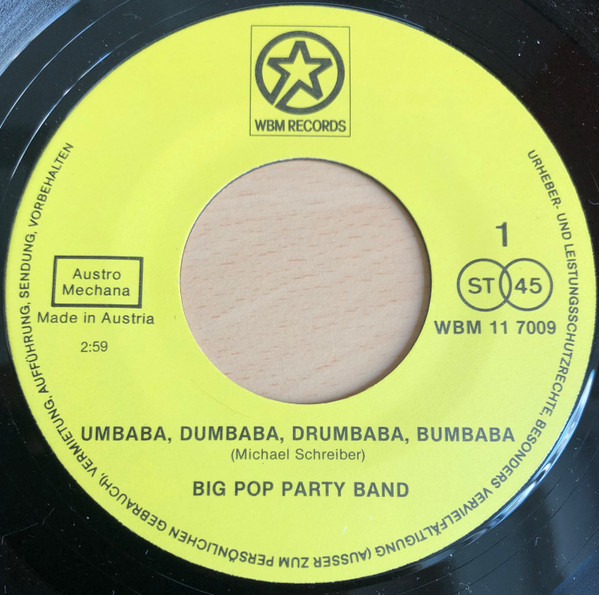 WBM RECORDS
1
ST 45
WBM 11 7009
Austro
Mechana
Made in Austria
2:59
UMBABA, DUMBABA, DRUMBABA, BUMBABA
(Michael Schreiber)
BIG POP PARTY BAND
URHEBER- UND LEISTUNGSSCHUTZRECHTE, BESONDERS VERVIELFÄLTIGUNG (AUSSER ZUM PERSÖNLICHEN GEBRAUCH), VERMIETUNG, AUFFÜHRUNG, SENDUNG, VORBEHALTEN